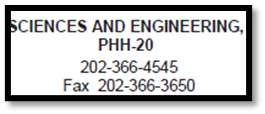 SCIENCES AND ENGINEERING,
PHH-20
202-366-4545
Fax 202-366-3650